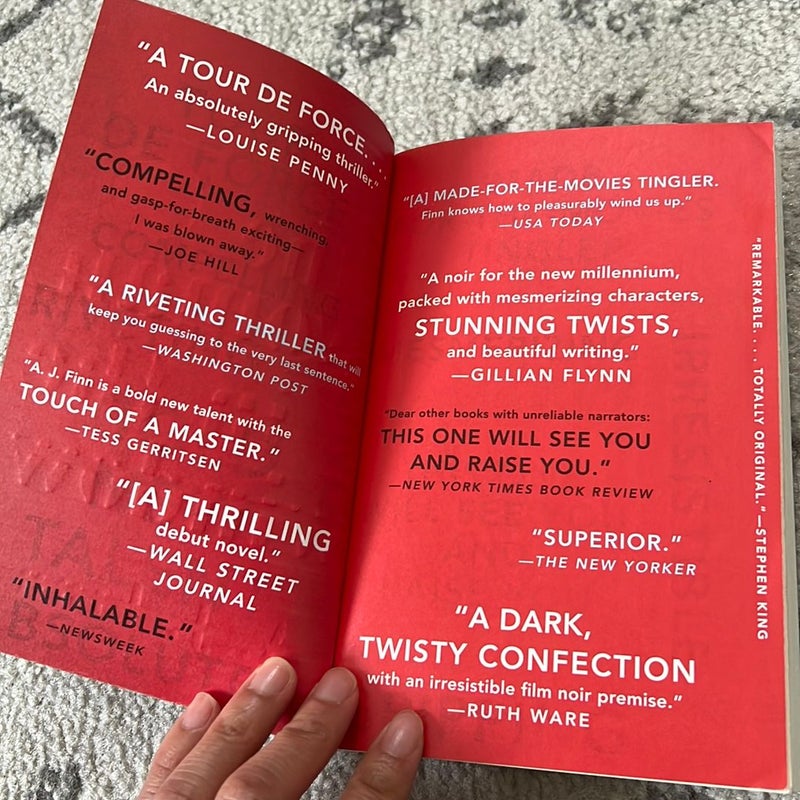 “A TOUR DE FORCE. . . .
An absolutely gripping thriller.”
—LOUISE PENNY
“COMPELLING, wrenching,
and gasp-for-breath exciting—
I was blown away.”
—JOE HILL
“A RIVETING THRILLER that will
keep you guessing to the very last sentence.”
—WASHINGTON POST
“A. J. Finn is a bold new talent with the
TOUCH OF A MASTER.”
—TESS GERRITSEN
“[A] THRILLING
debut novel.”
—WALL STREET
JOURNAL
“INHALABLE.”
—NEWSWEEK
“[A] MADE-FOR-THE-MOVIES TINGLER.
Finn knows how to pleasurably wind us up.”
—USA TODAY
“A noir for the new millennium,
packed with mesmerizing characters,
STUNNING TWISTS,
and beautiful writing.”
—GILLIAN FLYNN
“Dear other books with unreliable narrators:
THIS ONE WILL SEE YOU
AND RAISE YOU.”
—NEW YORK TIMES BOOK REVIEW
“SUPERIOR.”
—THE NEW YORKER
“A DARK,
TWISTY CONFECTION
with an irresistible film noir premise.”
—RUTH WARE
“REMARKABLE. . . . TOTALLY ORIGINAL.”—STEPHEN KING